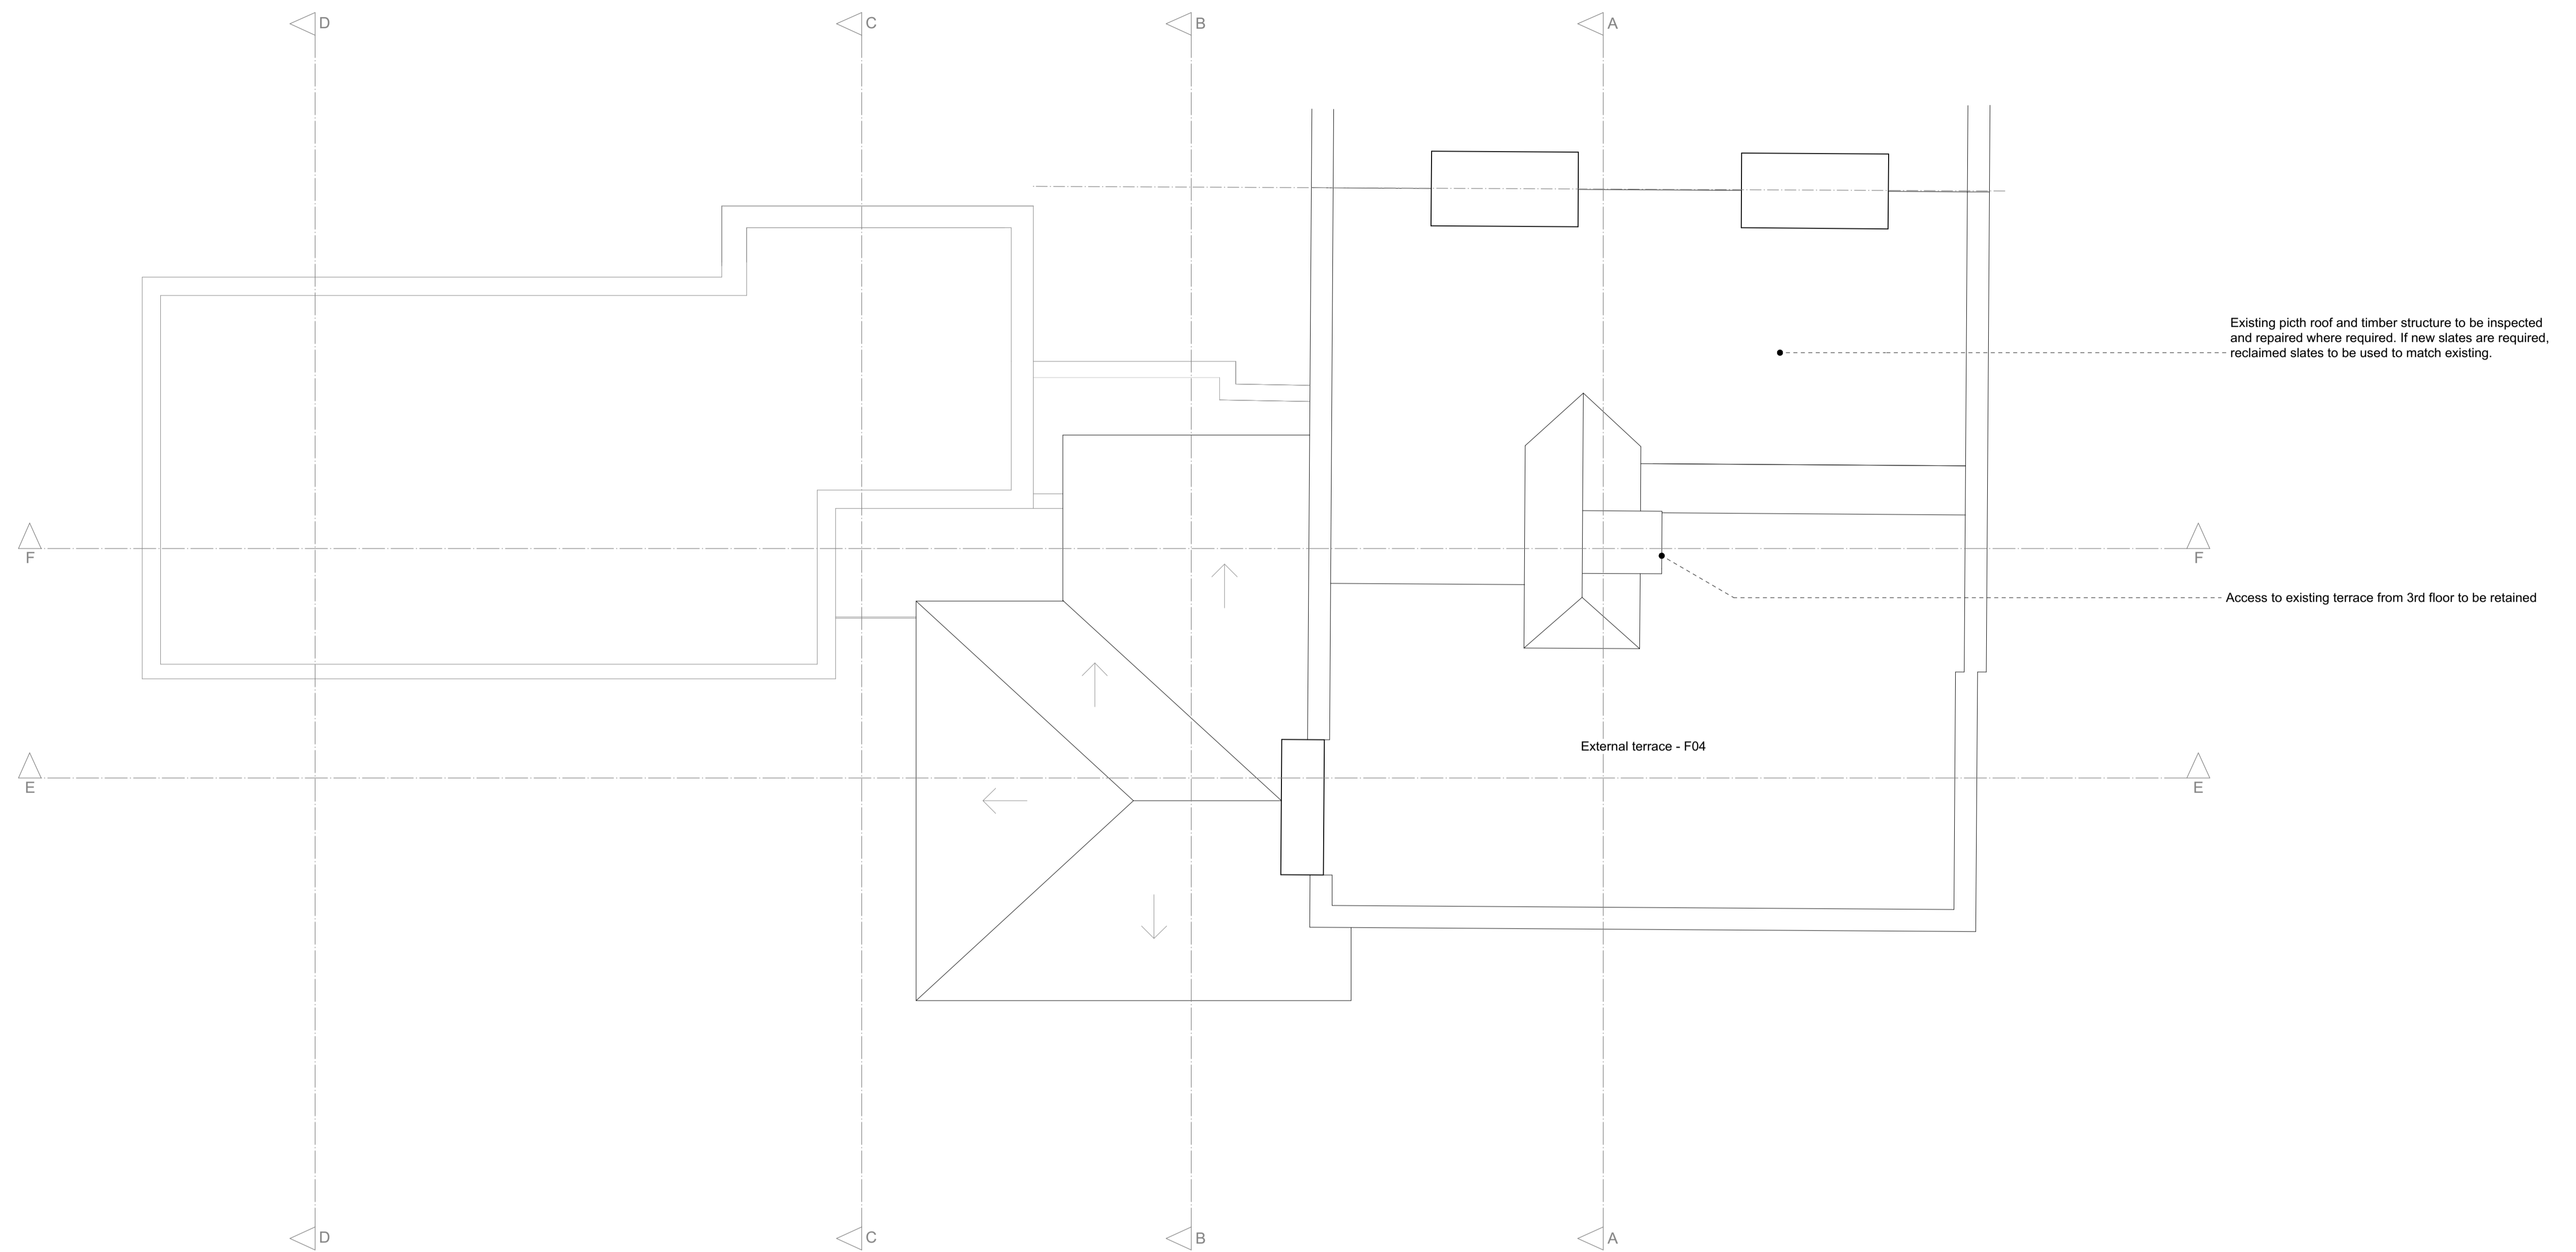 D
C
B
A
Existing picth roof and timber structure to be inspected
and repaired where required. If new slates are required,
reclaimed slates to be used to match existing.
F
F
Access to existing terrace from 3rd floor to be retained
External terrace - F04
E
E
D
C
B
A